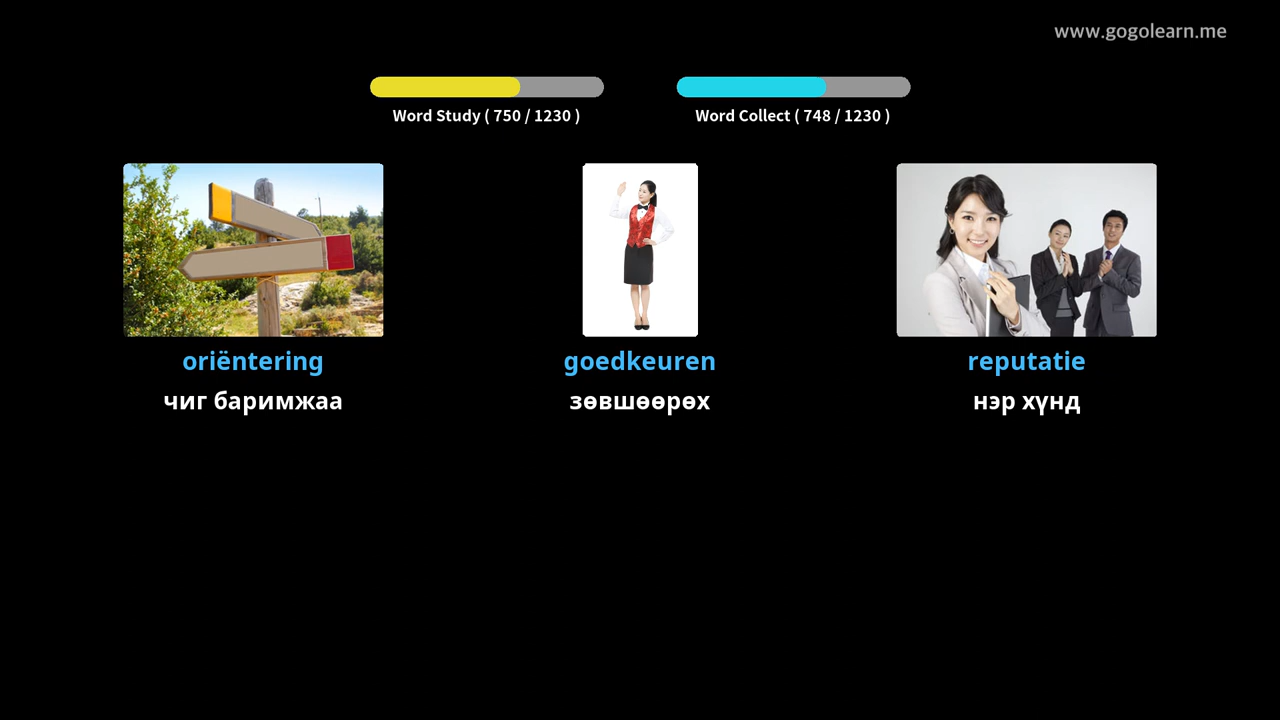 www.gogolearn.me
Word Study ( 750 / 1230 )
Word Collect ( 748 / 1230 )
oriëntering
goedkeuren
reputatie
чиг баримжаа
зөвшөөрөх
нэр хүнд